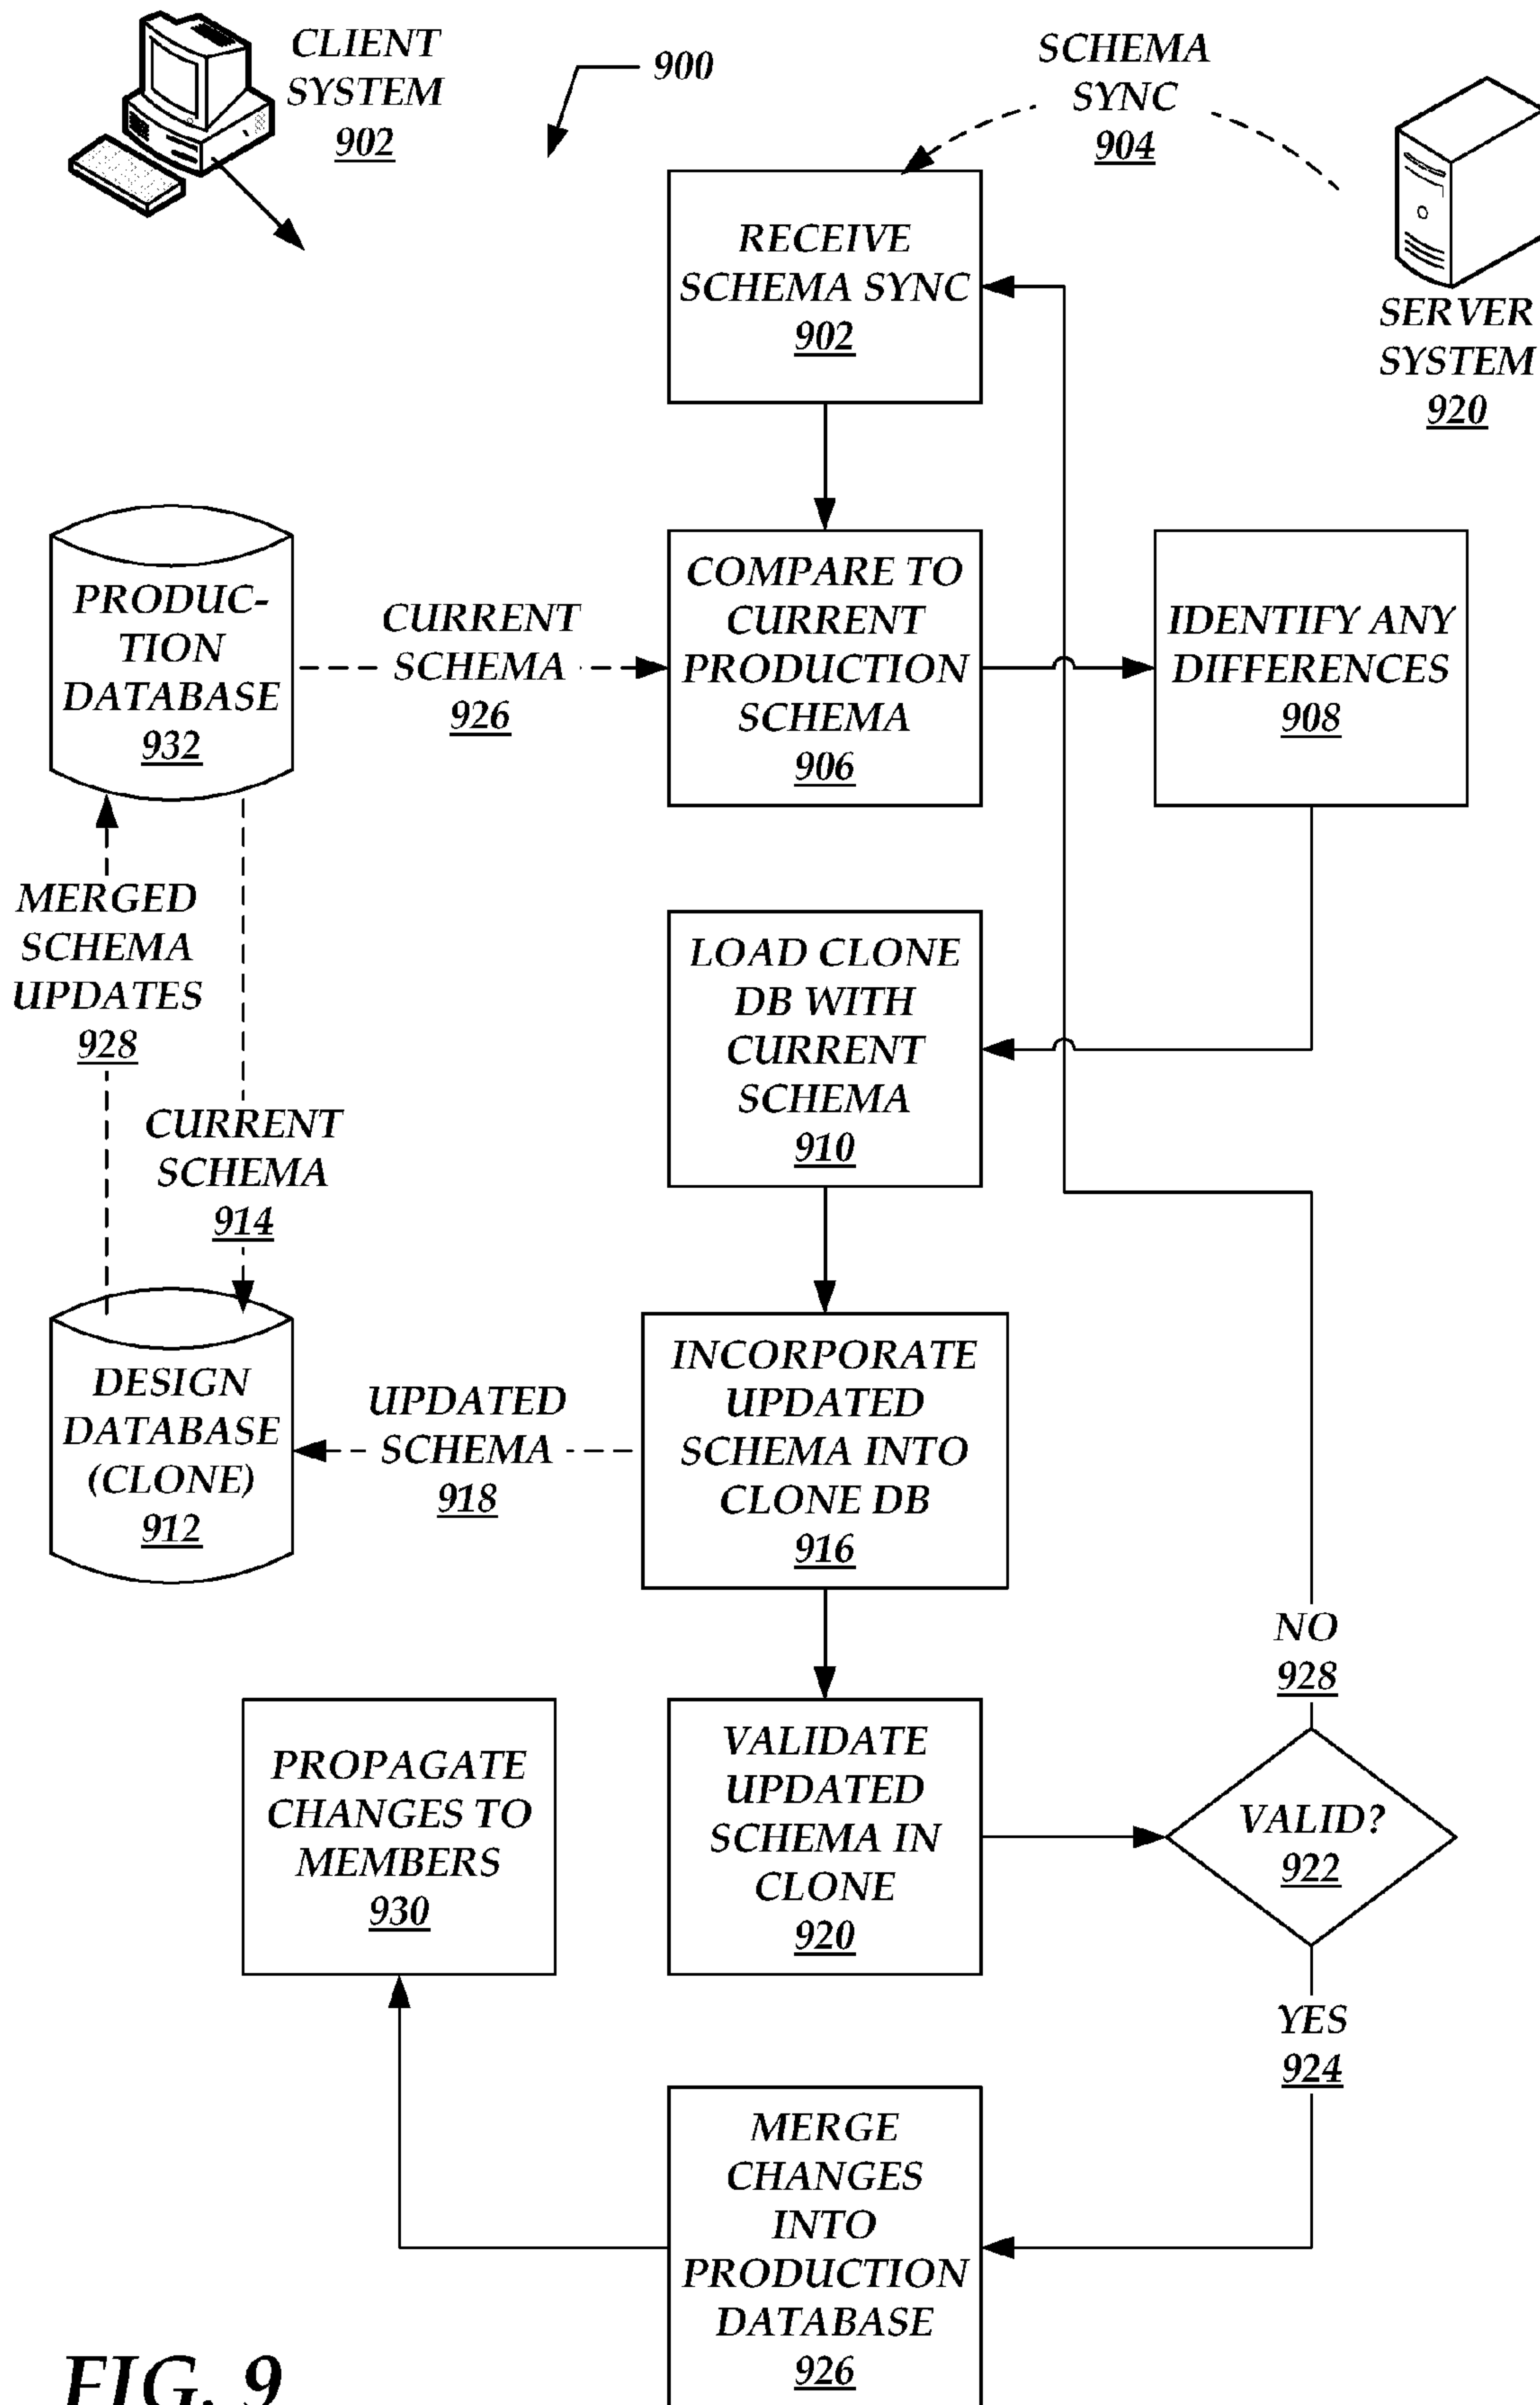 CLIENT
SYSTEM
902
900
SCHEMA
SYNC
904
SERVER
SYSTEM
920
RECEIVE
SCHEMA SYNC
902
PRODUC-
TION
DATABASE
932
CURRENT
SCHEMA
926
COMPARE TO
CURRENT
PRODUCTION
SCHEMA
906
IDENTIFY ANY
DIFFERENCES
908
MERGED
SCHEMA
UPDATES
928
CURRENT
SCHEMA
914
LOAD CLONE
DB WITH
CURRENT
SCHEMA
910
DESIGN
DATABASE
(CLONE)
912
UPDATED
SCHEMA
918
INCORPORATE
UPDATED
SCHEMA INTO
CLONE DB
916
NO
928
PROPAGATE
CHANGES TO
MEMBERS
930
VALIDATE
UPDATED
SCHEMA IN
CLONE
920
VALID?
922
YES
924
MERGE
CHANGES
INTO
PRODUCTION
DATABASE
926
FIG. 9